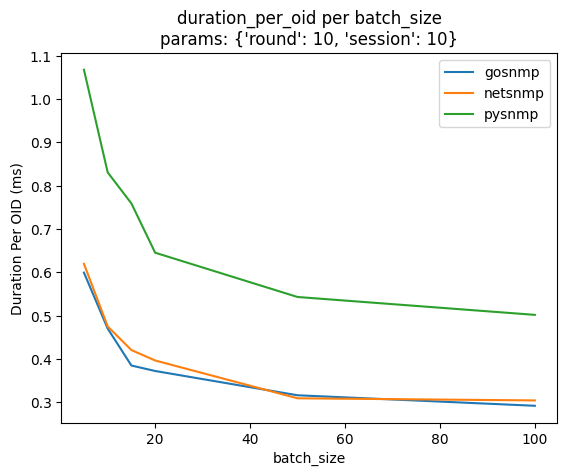 duration_per_oid per batch_size
params: {'round': 10, 'session': 10}
gosnmp
netsnmp
pysnmp
Duration Per OID (ms)
1.1
1.0
0.9
0.8
0.7
0.6
0.5
0.4
0.3
20 40 60 80 100
batch_size